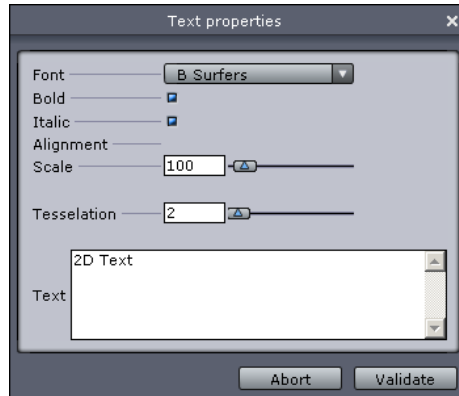 Text properties
Font B Surfers
Bold
Italic
Alignment
Scale 100
Tesselation 2
2D Text
Text
Abort Validate